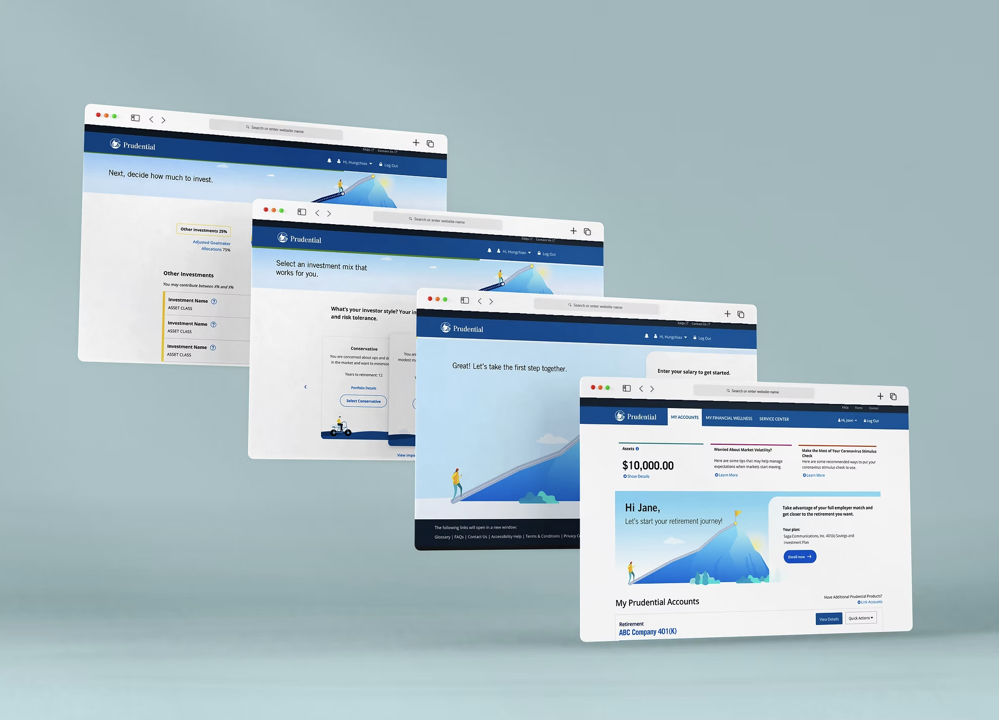 Search or enter website name
FAQs Contact Us
Prudential
Hi, Hungchiao Log Out
Next, decide how much to invest.
Other investments 25%
Adjusted Goalmaker
Allocations 75%
Other Investments
You may contribute between X% and X%
Investment Name ?
ASSET CLASS
Investment Name ?
ASSET CLASS
Investment Name ?
ASSET CLASS
Search or enter website name
FAQs Contact Us
Prudential
Hi, Hungchiao Log Out
Select an investment mix that
works for you.
What's your investor style? Your in
and risk tolerance.
Conservative
You are concerned about ups and do
in the market and want to minimize
Years to retirement: 12
Portfolio Details
Select Conservative
You are
modest ma
Y
View impo
Search or enter website name
FAQs Contact Us
Prudential
Hi, Hungchiao Log Out
Great! Let's take the first step together.
Enter your salary to get started.
The following links will open in a new window:
Glossary | FAQs | Contact Us | Accessibility Help | Terms & Conditions | Privacy C
Search or enter website name
FAQs Forms Contact
Prudential MY ACCOUNTS MY FINANCIAL WELLNESS SERVICE CENTER Hi, Joon Log Out
Assets
$10,000.00
Show Details
Worried About Market Volatility?
Here are some tips that may help manage
expectations when markets start moving.
Learn More
Make the Most of Your Coronavirus Stimulus
Check
Here are some recommended ways to put your
coronavirus stimulus check to use.
Learn More
Hi Jane,
Let's start your retirement journey!
Take advantage of your full employer match and
get closer to the retirement you want.
Your plan:
Saga Communications, Inc. 401(k) Savings and
Investment Plan
Enroll now
My Prudential Accounts
Have Additional Prudential Products?
Link Accounts
Retirement
ABC Company 401(K)
View Details Quick Actions